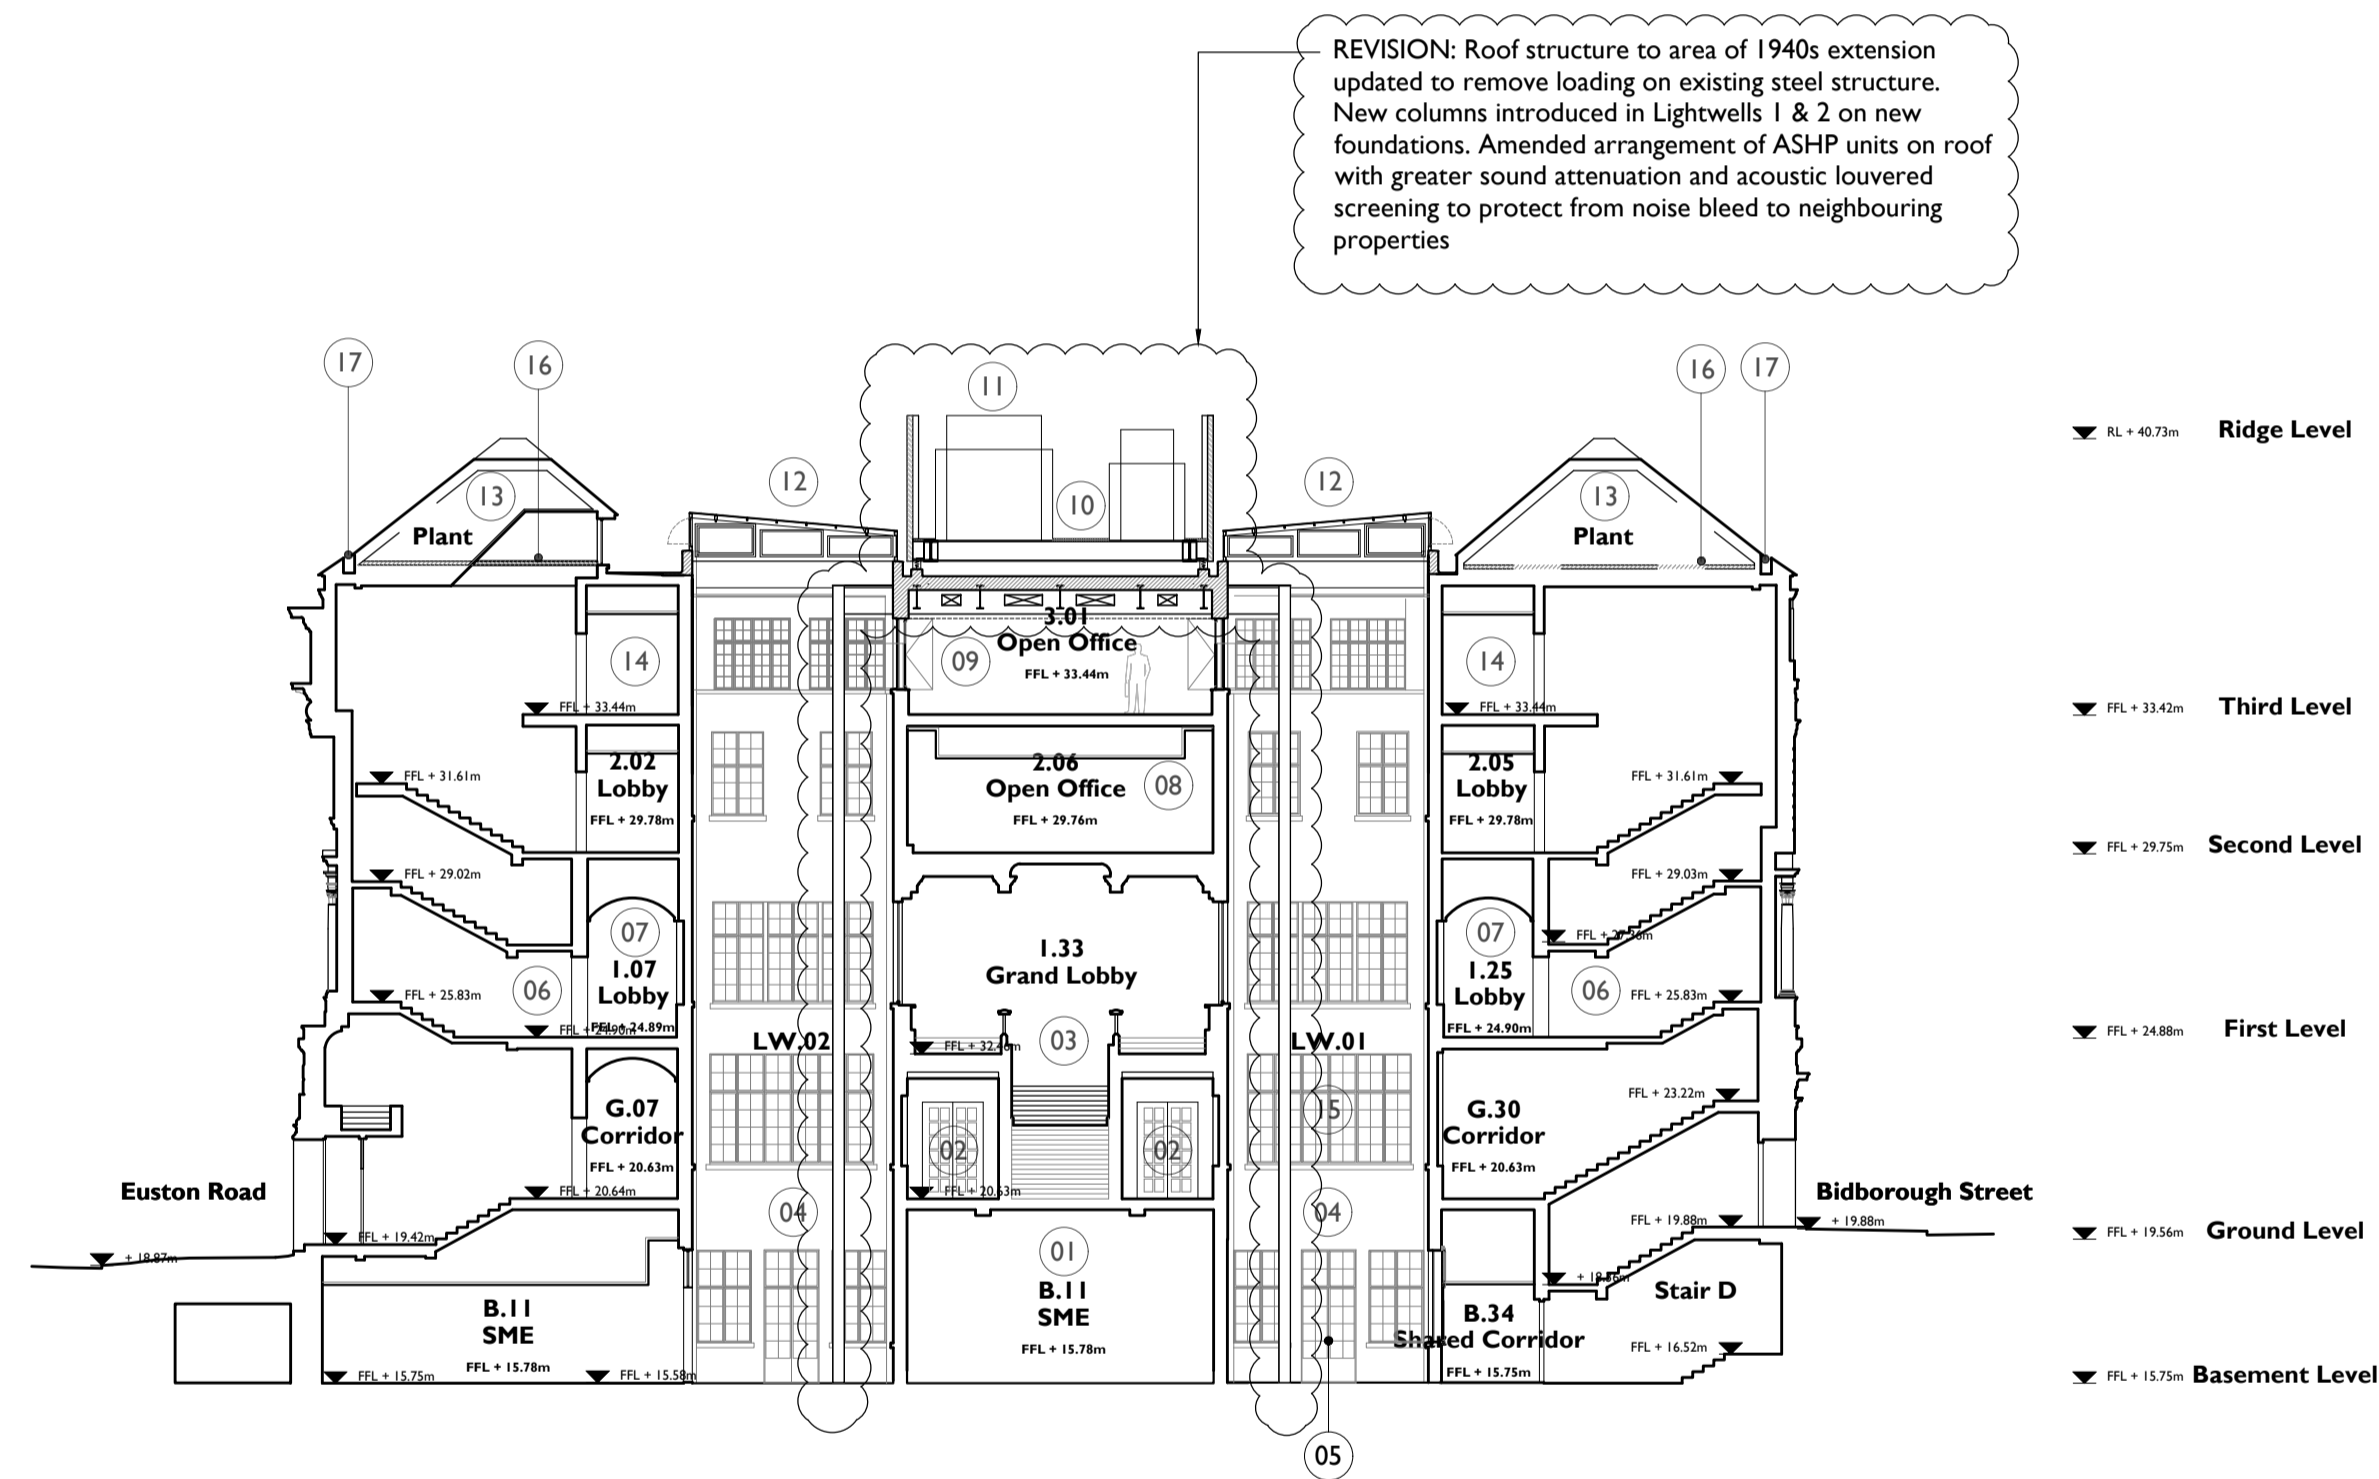 REVISION: Roof structure to area of 1940s extension
updated to remove loading on existing steel structure.
New columns introduced in Lightwells 1 & 2 on new
foundations. Amended arrangement of ASHP units on roof
with greater sound attenuation and acoustic louvered
screening to protect from noise bleed to neighbouring
properties
17
16
11
16
17
RL + 40.73m Ridge Level
12
12
13
10
13
Plant
Plant
3.01
Open Office
09
FFL + 33.44m
14
14
FFL + 33.44m
FFL + 33.44m
FFL + 33.42m Third Level
2.02
Lobby
FFL + 29.78m
2.06
Open Office
08
FFL + 29.76m
2.05
Lobby
FFL + 29.78m
FFL + 31.61m
FFL + 31.61m
FFL + 29.75m Second Level
FFL + 29.02m
FFL + 29.03m
07
1.07
Lobby
FFL + 24.89m
06
FFL + 25.83m
1.33
Grand Lobby
07
1.25
Lobby
FFL + 24.90m
FFL +
06
FFL + 25.83m
FFL +
LW.02
03
FFL + 32.
LW.01
FFL + 24.88m First Level
G.07
Corridor
FFL + 20.63m
FFL + 20.64m
02
02
FFL + 20.63m
15
G.30
Corridor
FFL + 20.63m
FFL + 23.22m
Euston Road
Bidborough Street
04
04
FFL + 19.42m
+ 18.87m
FFL + 19.88m
+ 19.88m
FFL + 19.56m Ground Level
01
B.11
SME
FFL + 15.78m
B.11
SME
FFL + 15.78m
Stair D
B.34
Shared Corridor
FFL + 15.75m
FFL + 16.52m
FFL + 15.75m
FFL + 15.58m
FFL + 15.75m Basement Level
05